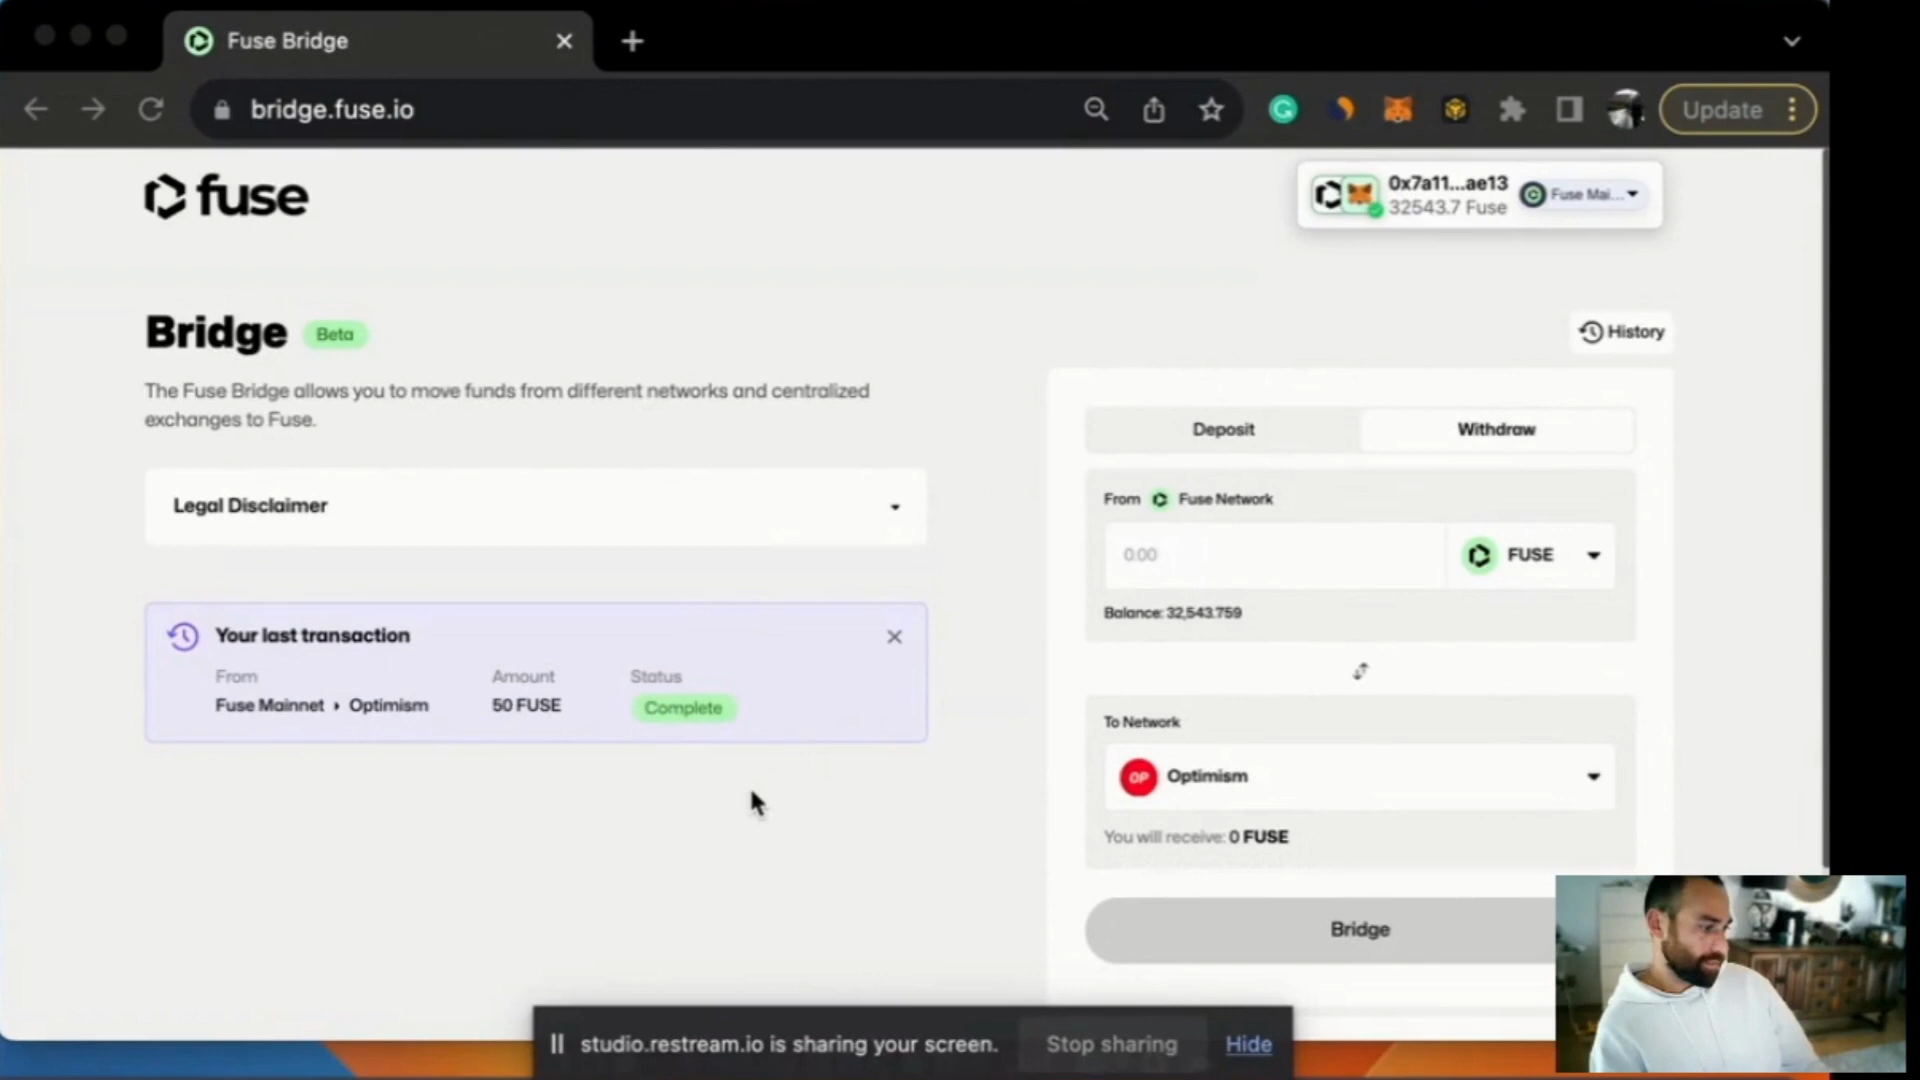 Fuse Bridge
bridge.fuse.io
Update
fuse
0x7a11...ae13
32543.7 Fuse
Fuse Mai...
Bridge
Beta
History
The Fuse Bridge allows you to move funds from different networks and centralized
exchanges to Fuse.
Deposit
Withdraw
Legal Disclaimer
From Fuse Network
0.00
FUSE
Balance: 32,543.759
Your last transaction
From
Amount
Status
Fuse Mainnet › Optimism
50 FUSE
Complete
To Network
OP
Optimism
You will receive: 0 FUSE
Bridge
studio.restream.io is sharing your screen.
Stop sharing
Hide